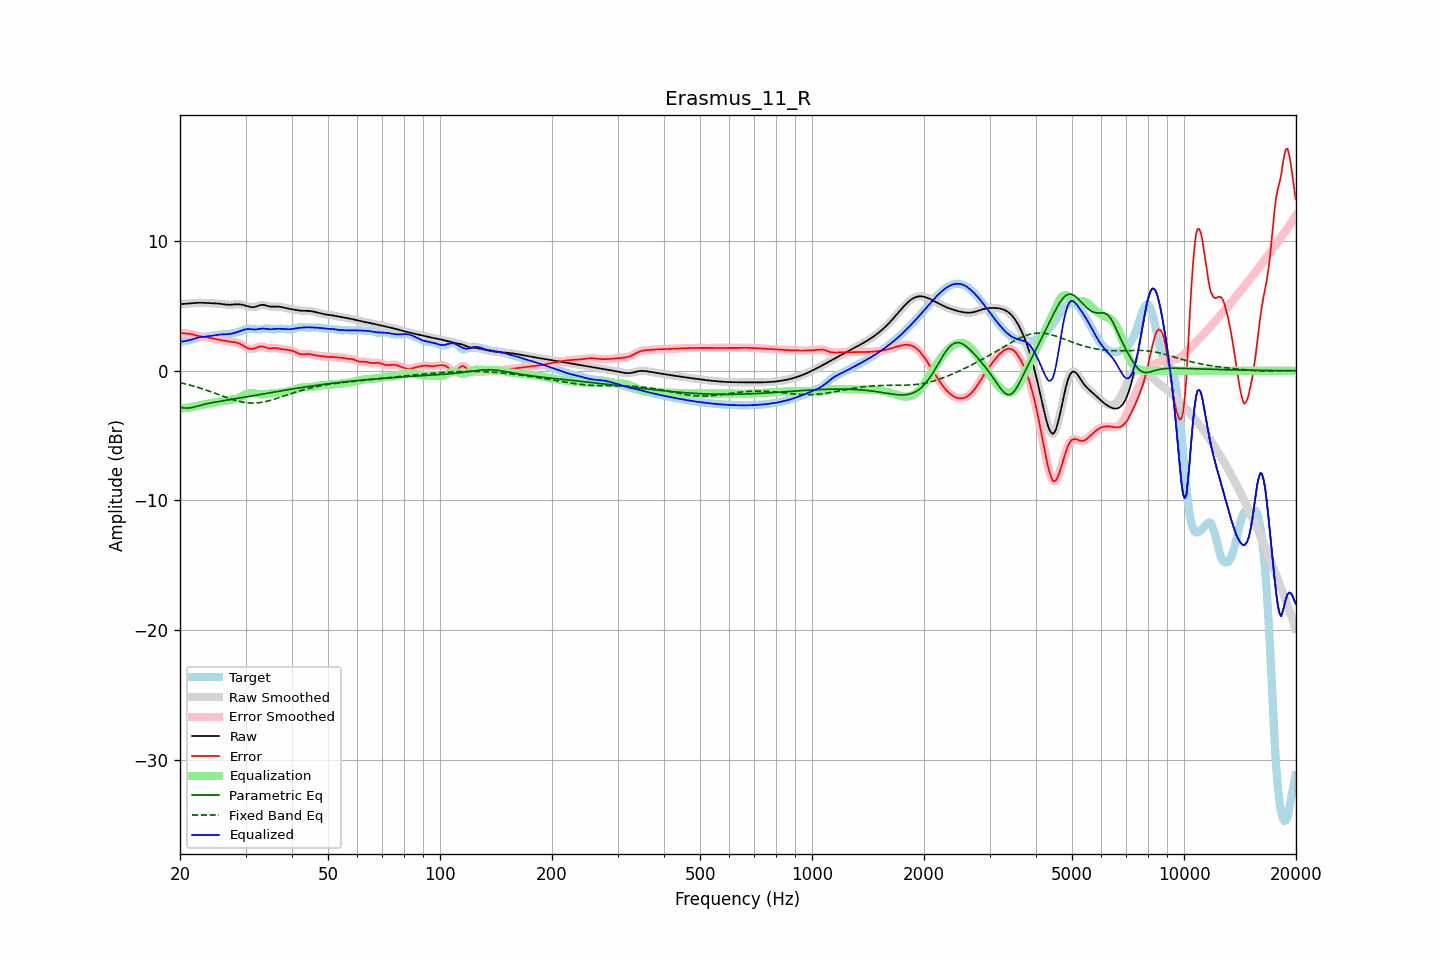 Erasmus_11_R
Amplitude (dBr)
10
0
−10
−20
−30
Target
Raw Smoothed
Error Smoothed
Raw
Error
Equalization
Parametric Eq
Fixed Band Eq
Equalized
20
50
100
200
500
1000
2000
5000
10000
20000
Frequency (Hz)